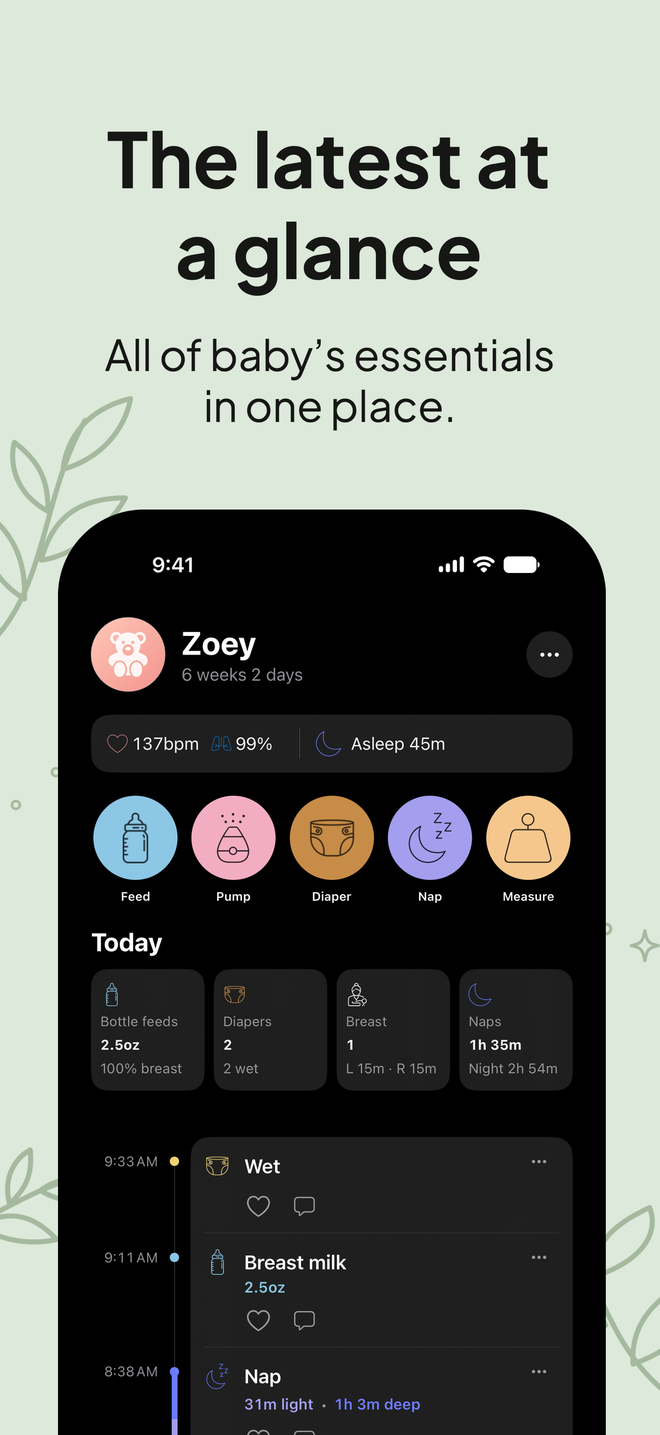 The latest at
a glance
All of baby’s essentials
in one place.
9:41
Zoey
6 weeks 2 days
137bpm 99% Asleep 45m
Feed Pump Diaper Nap Measure
Today
Bottle feeds Diapers Breast Naps
2.5oz 2 1 1h 35m
100% breast 2 wet L 15m · R 15m Night 2h 54m
9:33 AM Wet
9:11 AM Breast milk
2.5oz
8:38 AM Nap
31m light · 1h 3m deep